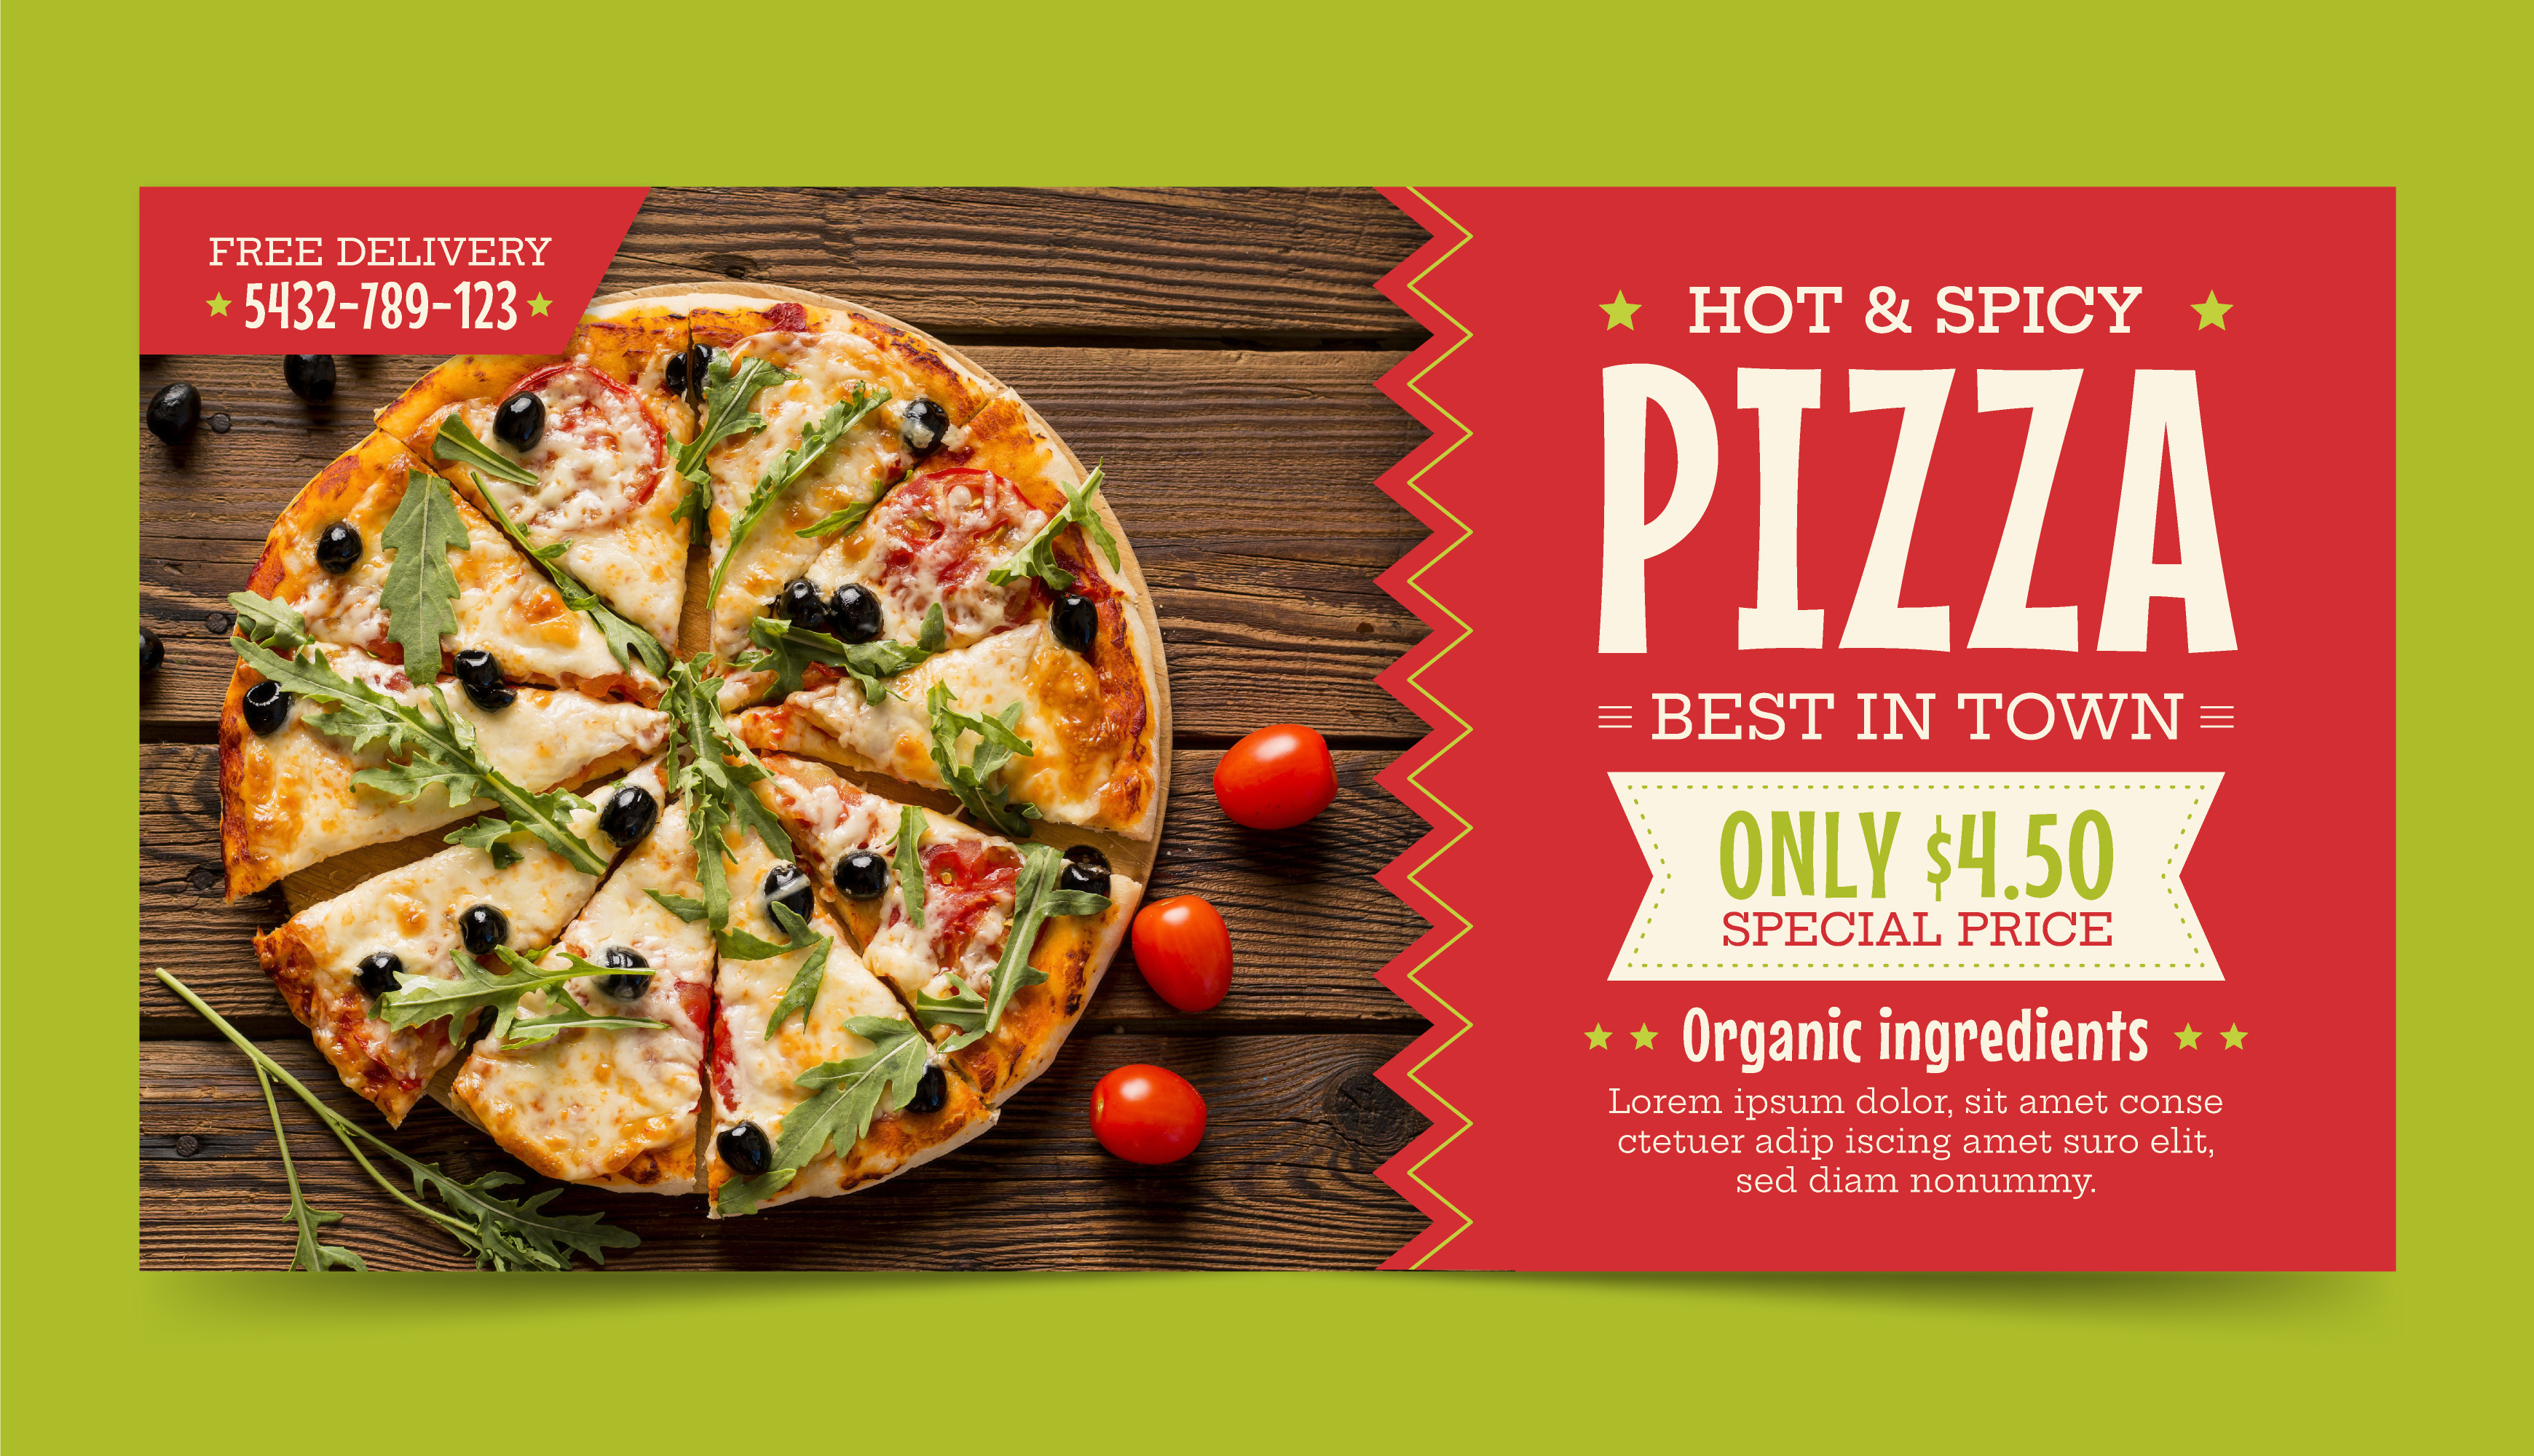 FREE DELIVERY
5432-789-123
HOT & SPICY
PIZZA
BEST IN TOWN
ONLY $4.50
SPECIAL PRICE
Organic ingredients
Lorem ipsum dolor, sit amet conse
ctetuer adip iscing amet suro elit,
sed diam nonummy.